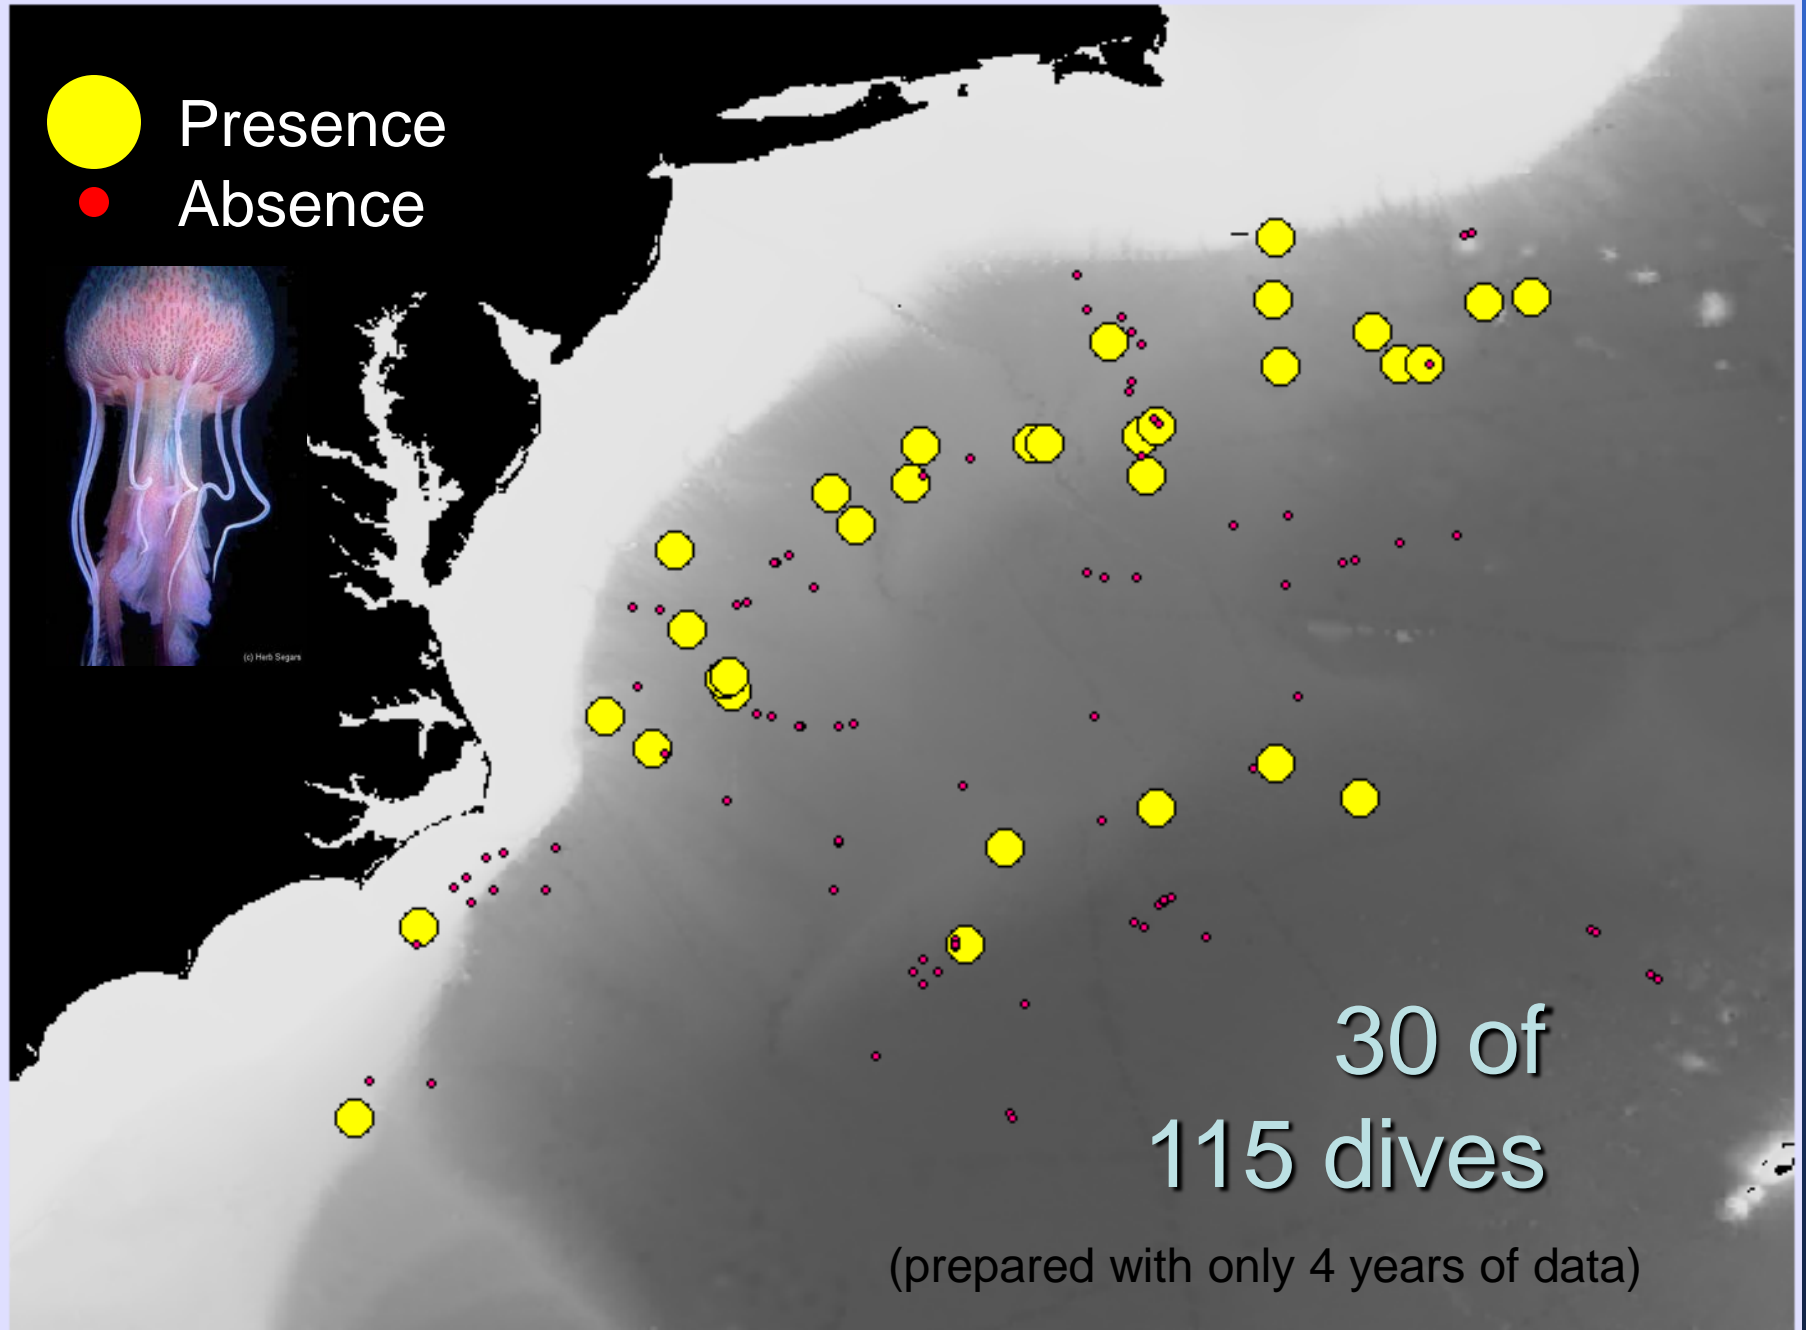 Presence
Absence
(c) Herb Segars
30 of
115 dives
(prepared with only 4 years of data)